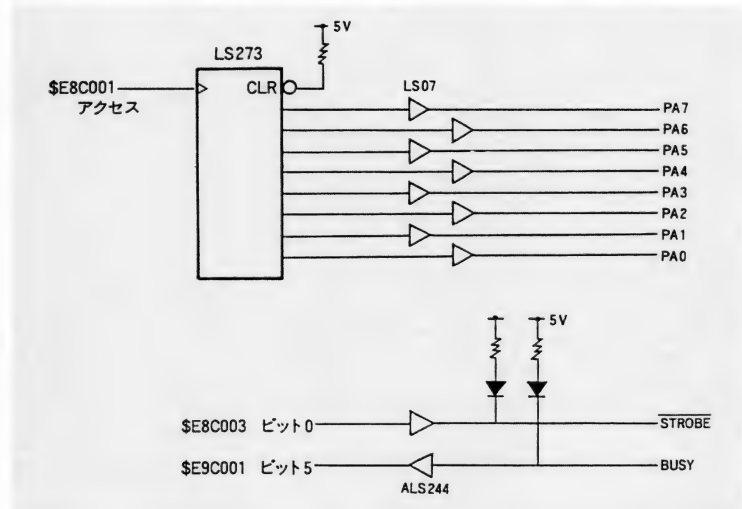 5V
LS273
$E8C001
アクセス
CLR
LS07
PA7
PA6
PA5
PA4
PA3
PA2
PA1
PA0
5V
$E8C003 ビット0
STROBE
$E9C001 ビット5
BUSY
ALS244